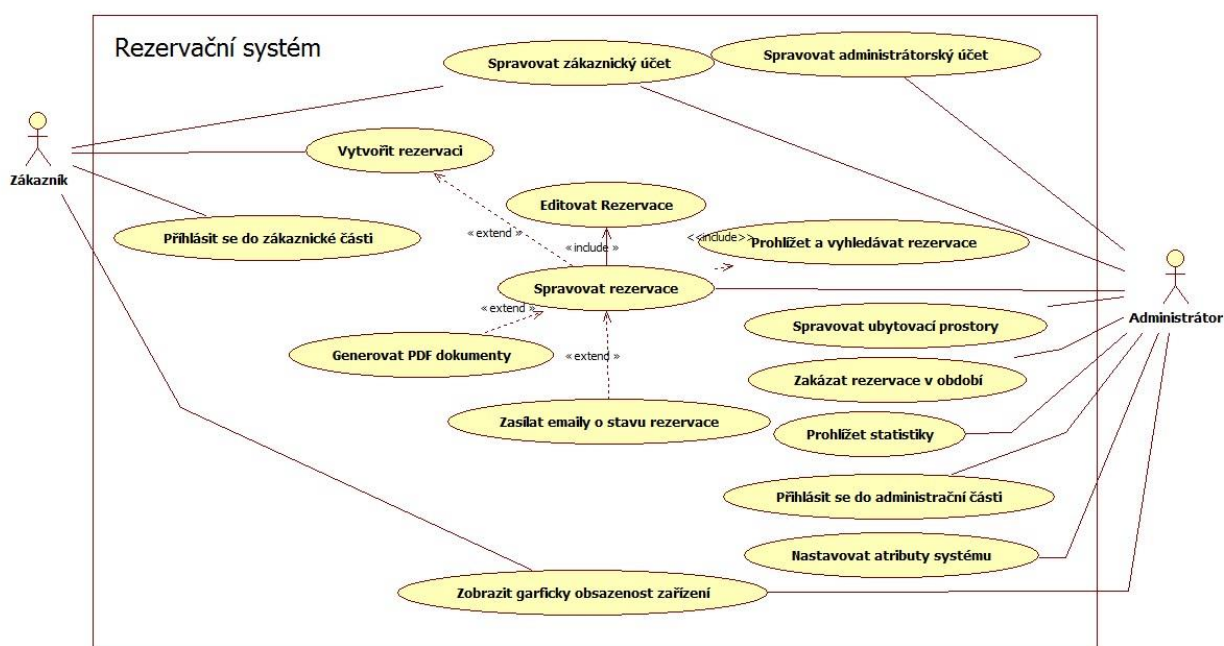 Rezervační systém
Spravovat zákaznický účet
Spravovat administrátorský účet
Vytvořit rezervaci
Zákazník
Editovat Rezervace
Přihlásit se do zákaznické části
« extend »
« include »
<<include>>
Prohlížet a vyhledávat rezervace
Spravovat rezervace
« extend »
Administrátor
Spravovat ubytovací prostory
Generovat PDF dokumenty
« extend »
Zakázat rezervace v období
Zasílat emaily o stavu rezervace
Prohlížet statistiky
Přihlásit se do administrační části
Nastavovat atributy systému
Zobrazit garficky obsazenost zařízení